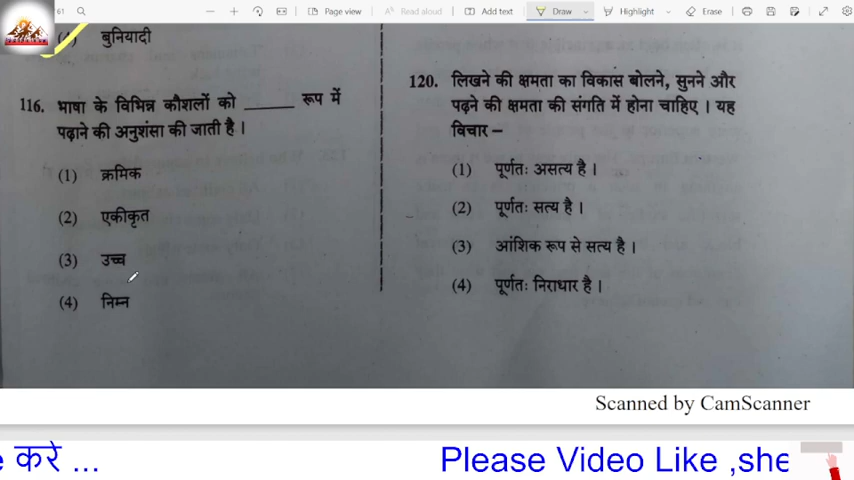 61
Page view
Read aloud
Add text
Draw
Highlight
Erase
(4) बुनियादी
116. भाषा के विभिन्न कौशलों को ______ रूप में
पढ़ाने की अनुशंसा की जाती है ।
(1) क्रमिक
(2) एकीकृत
(3) उच्च
(4) निम्न
120. लिखने की क्षमता का विकास बोलने, सुनने और
पढ़ने की क्षमता की संगति में होना चाहिए । यह
विचार –
(1) पूर्णतः असत्य है ।
(2) पूर्णतः सत्य है ।
(3) आंशिक रूप से सत्य है ।
(4) पूर्णतः निराधार है ।
Scanned by CamScanner
करे ... Please Video Like ,she